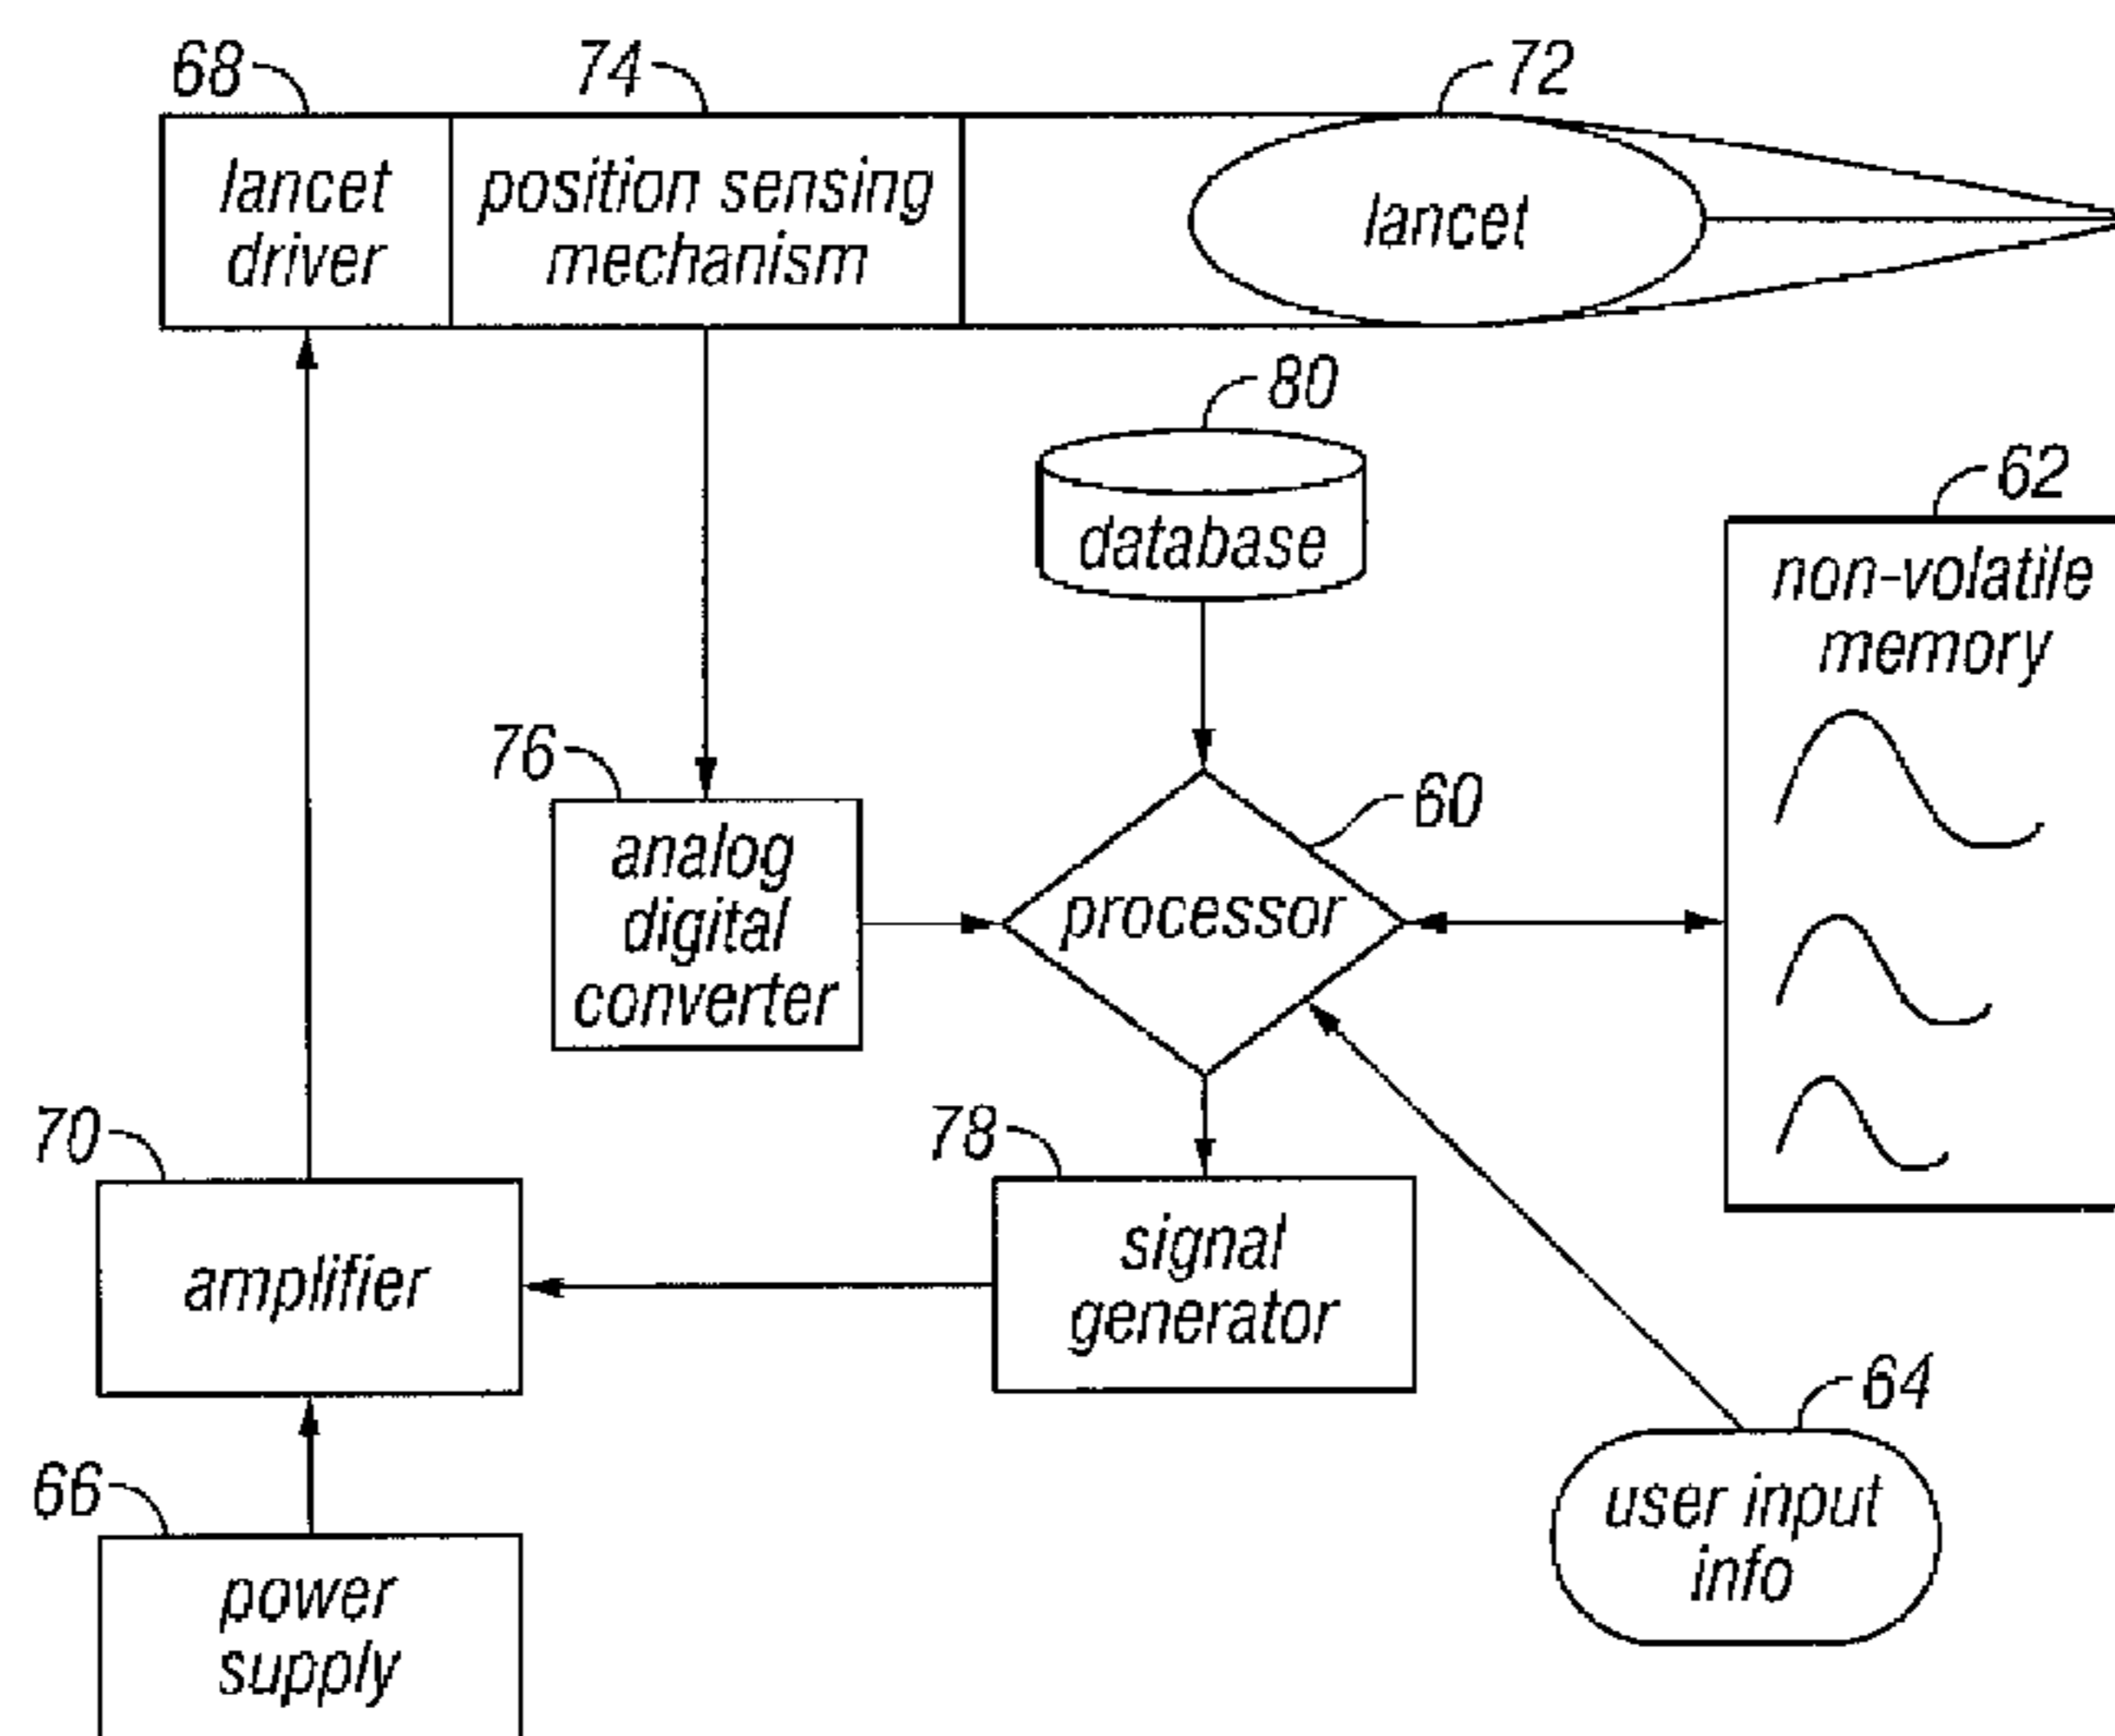 68
74
72
lancet
driver
position sensing
mechanism
lancet
80
database
62
non-volatile
memory
76
analog
digital
converter
60
processor
70
amplifier
78
signal
generator
64
user input
info
66
power
supply